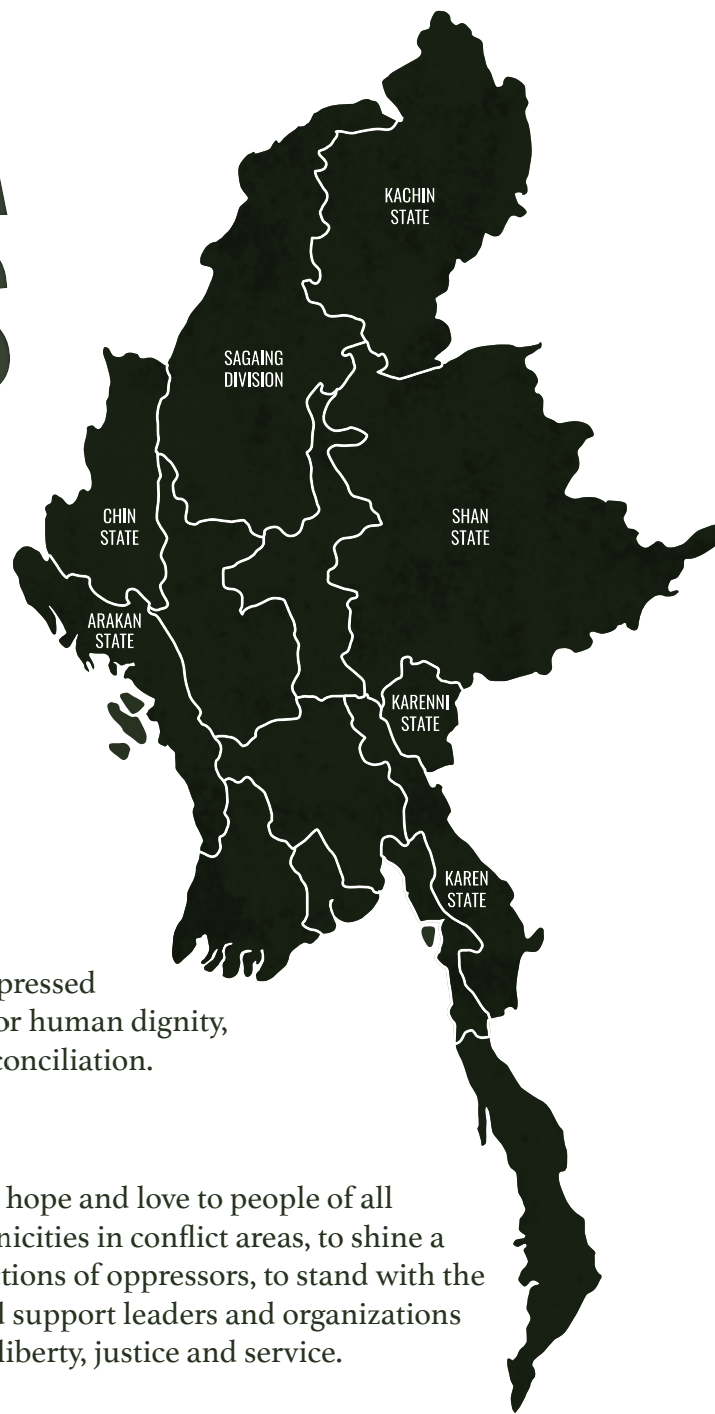 KACHIN
STATE
SAGAING
DIVISION
CHIN
STATE
SHAN
STATE
ARAKAN
STATE
KARENNI
STATE
KAREN
STATE
pressed
or human dignity,
conciliation.
hope and love to people of all
nicities in conflict areas, to shine a
ctions of oppressors, to stand with the
d support leaders and organizations
liberty, justice and service.